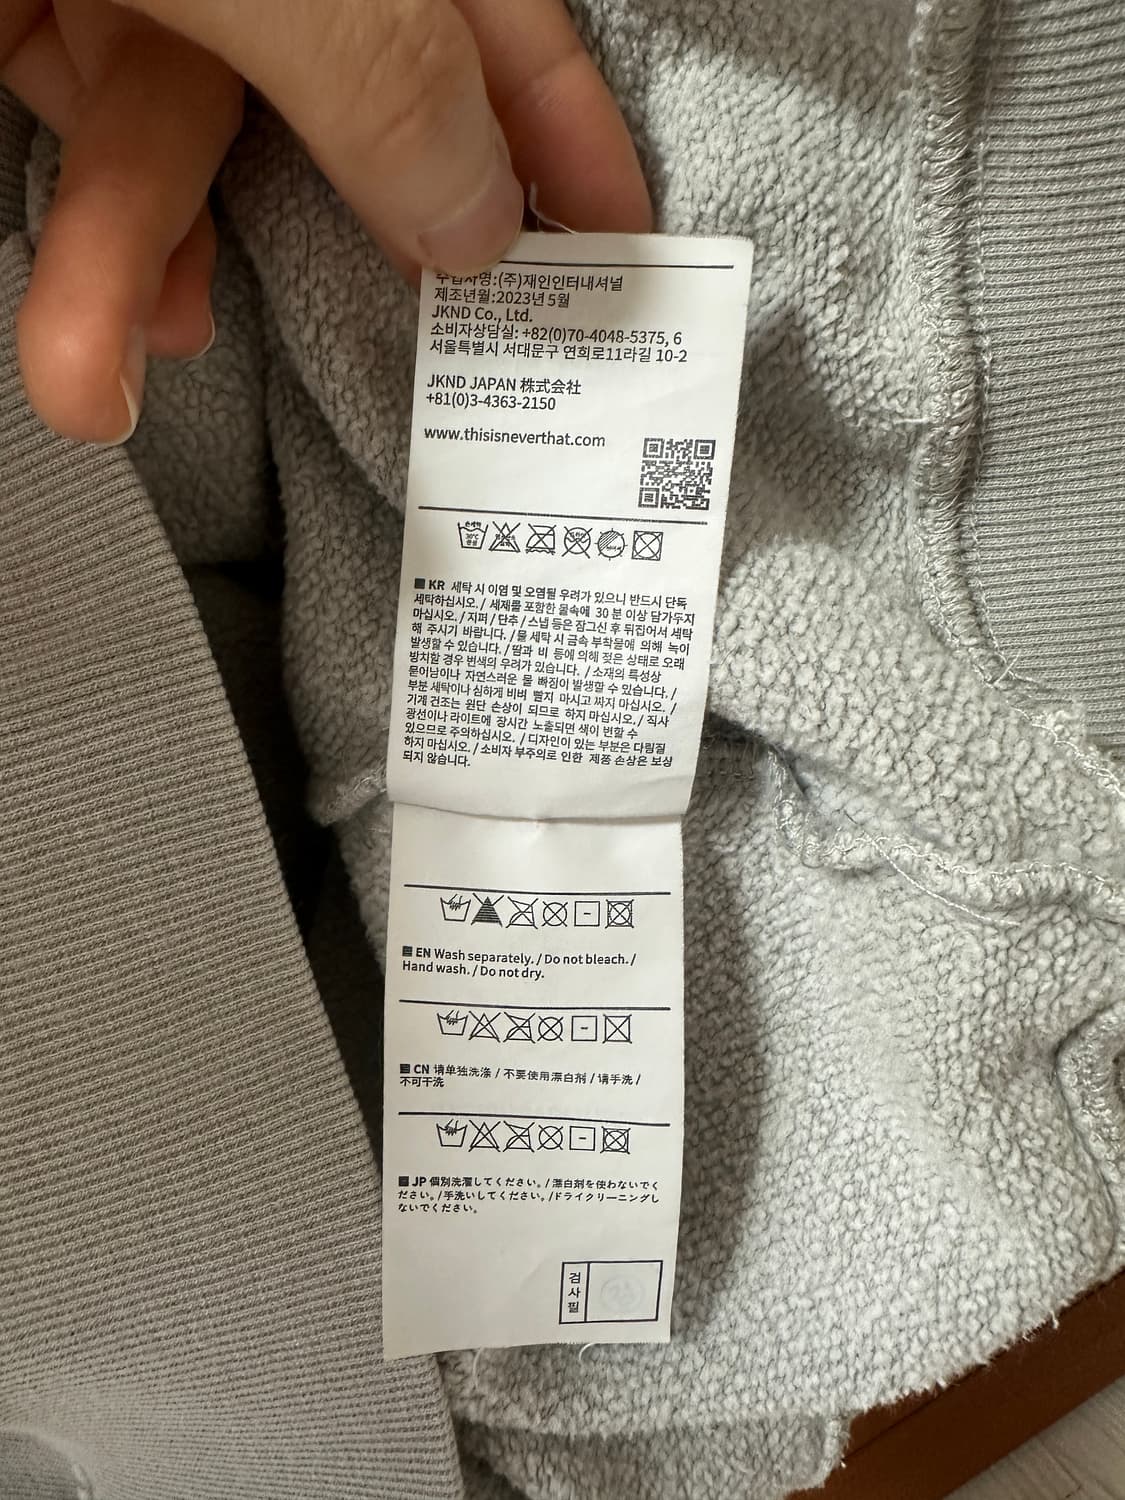 수입사명:(주)재인인터내셔널
제조년월:2023년 5월
JKND Co., Ltd.
소비자상담실: +82(0)70-4048-5375, 6
서울특별시 서대문구 연희로11라길 10-2
JKND JAPAN 株式会社
+81(0)3-4363-2150
www.thisisneverthat.com
손세탁
30℃
중성
■ KR 세탁 시 이염 및 오염될 우려가 있으니 반드시 단독
세탁하십시오. / 세제를 포함한 물속에 30 분 이상 담가두지
마십시오. / 지퍼 / 단추 / 스냅 등은 잠그신 후 뒤집어서 세탁
해 주시기 바랍니다. / 물 세탁 시 금속 부착물에 의해 녹이
발생할 수 있습니다. / 땀과 비 등에 의해 젖은 상태로 오래
방치할 경우 변색의 우려가 있습니다. / 소재의 특성상
묻어남이나 자연스러운 물 빠짐이 발생할 수 있습니다. /
부분 세탁이나 심하게 비벼 빨지 마시고 짜지 마십시오. /
기계 건조는 원단 손상이 되므로 하지 마십시오. / 직사
광선이나 라이트에 장시간 노출되면 색이 변할 수
있으므로 주의하십시오. / 디자인이 있는 부분은 다림질
하지 마십시오. / 소비자 부주의로 인한 제품 손상은 보상
되지 않습니다.
■ EN Wash separately. / Do not bleach. /
Hand wash. / Do not dry.
■ CN 请单独洗涤 / 不要使用漂白剂 / 请手洗 /
不可干洗
■ JP 個別洗濯してください。/ 漂白剤を使わないでく
ださい。/手洗いしてください。/ドライクリーニングし
ないでください。
검사필